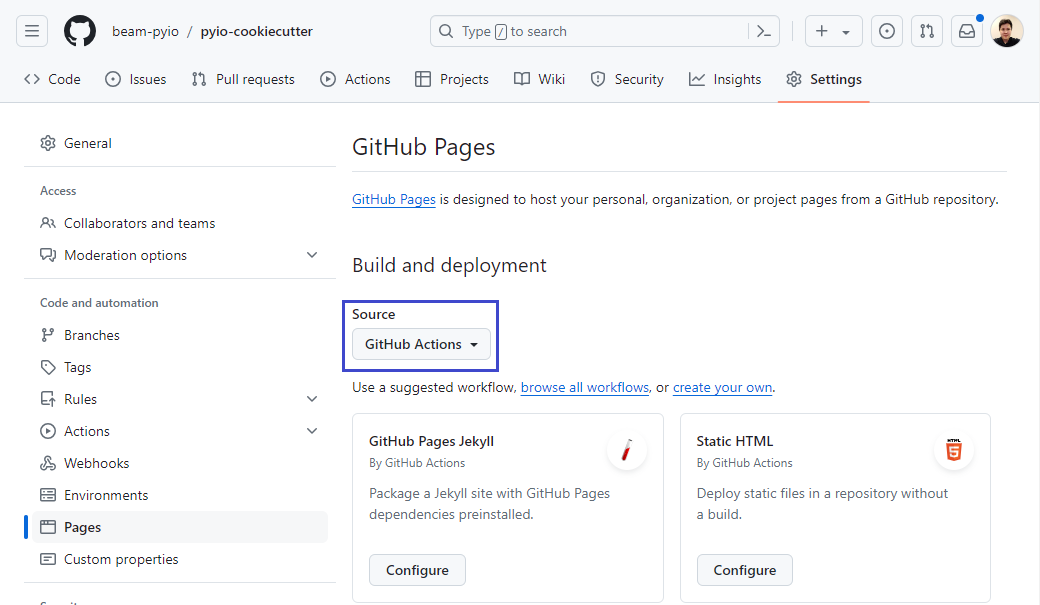 beam-pyio / pyio-cookiecutter
Type / to search
Code
Issues
Pull requests
Actions
Projects
Wiki
Security
Insights
Settings
General
Access
Collaborators and teams
Moderation options
Code and automation
Branches
Tags
Rules
Actions
Webhooks
Environments
Pages
Custom properties
GitHub Pages
GitHub Pages is designed to host your personal, organization, or project pages from a GitHub repository.
Build and deployment
Source
GitHub Actions
Use a suggested workflow, browse all workflows, or create your own.
GitHub Pages Jekyll
By GitHub Actions
Package a Jekyll site with GitHub Pages
dependencies preinstalled.
Configure
Static HTML
By GitHub Actions
HTML
5
Deploy static files in a repository without
a build.
Configure